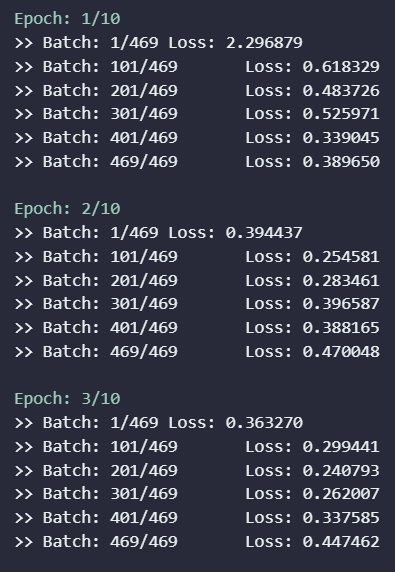 Epoch: 1/10
>> Batch: 1/469 Loss: 2.296879
>> Batch: 101/469 Loss: 0.618329
>> Batch: 201/469 Loss: 0.483726
>> Batch: 301/469 Loss: 0.525971
>> Batch: 401/469 Loss: 0.339045
>> Batch: 469/469 Loss: 0.389650
Epoch: 2/10
>> Batch: 1/469 Loss: 0.394437
>> Batch: 101/469 Loss: 0.254581
>> Batch: 201/469 Loss: 0.283461
>> Batch: 301/469 Loss: 0.396587
>> Batch: 401/469 Loss: 0.388165
>> Batch: 469/469 Loss: 0.470048
Epoch: 3/10
>> Batch: 1/469 Loss: 0.363270
>> Batch: 101/469 Loss: 0.299441
>> Batch: 201/469 Loss: 0.240793
>> Batch: 301/469 Loss: 0.262007
>> Batch: 401/469 Loss: 0.337585
>> Batch: 469/469 Loss: 0.447462